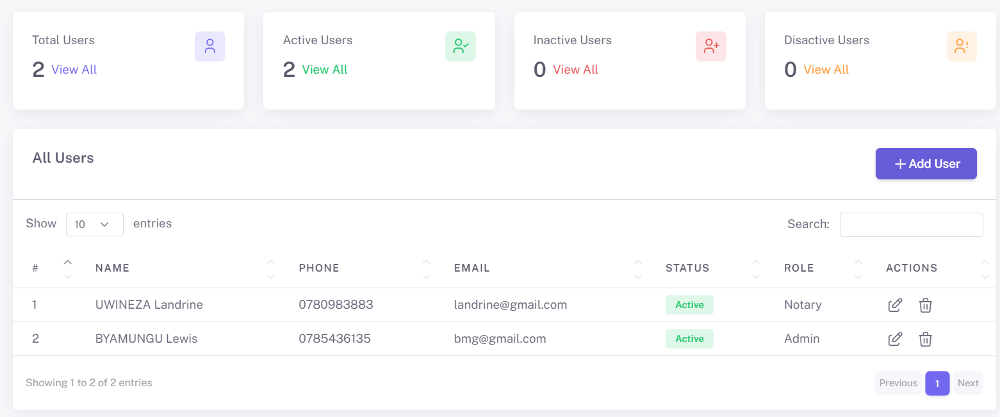 Total Users
2 View All
Active Users
2 View All
Inactive Users
0 View All
Disactive Users
0 View All
All Users
Add User
Show 10 entries
Search:
# NAME PHONE EMAIL STATUS ROLE ACTIONS
1 UWINEZA Landrine 0780983883 landrine@gmail.com Active Notary
2 BYAMUNGU Lewis 0785436135 bmg@gmail.com Active Admin
Showing 1 to 2 of 2 entries
Previous 1 Next